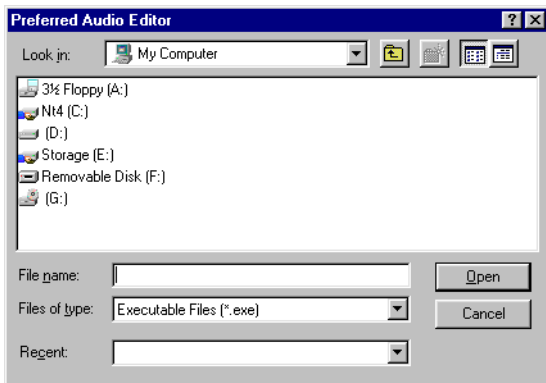 Preferred Audio Editor
Look in: My Computer
3½ Floppy (A:)
Nt4 (C:)
(D:)
Storage (E:)
Removable Disk (F:)
(G:)
File name: Open
Files of type: Executable Files (*.exe) Cancel
Recent: